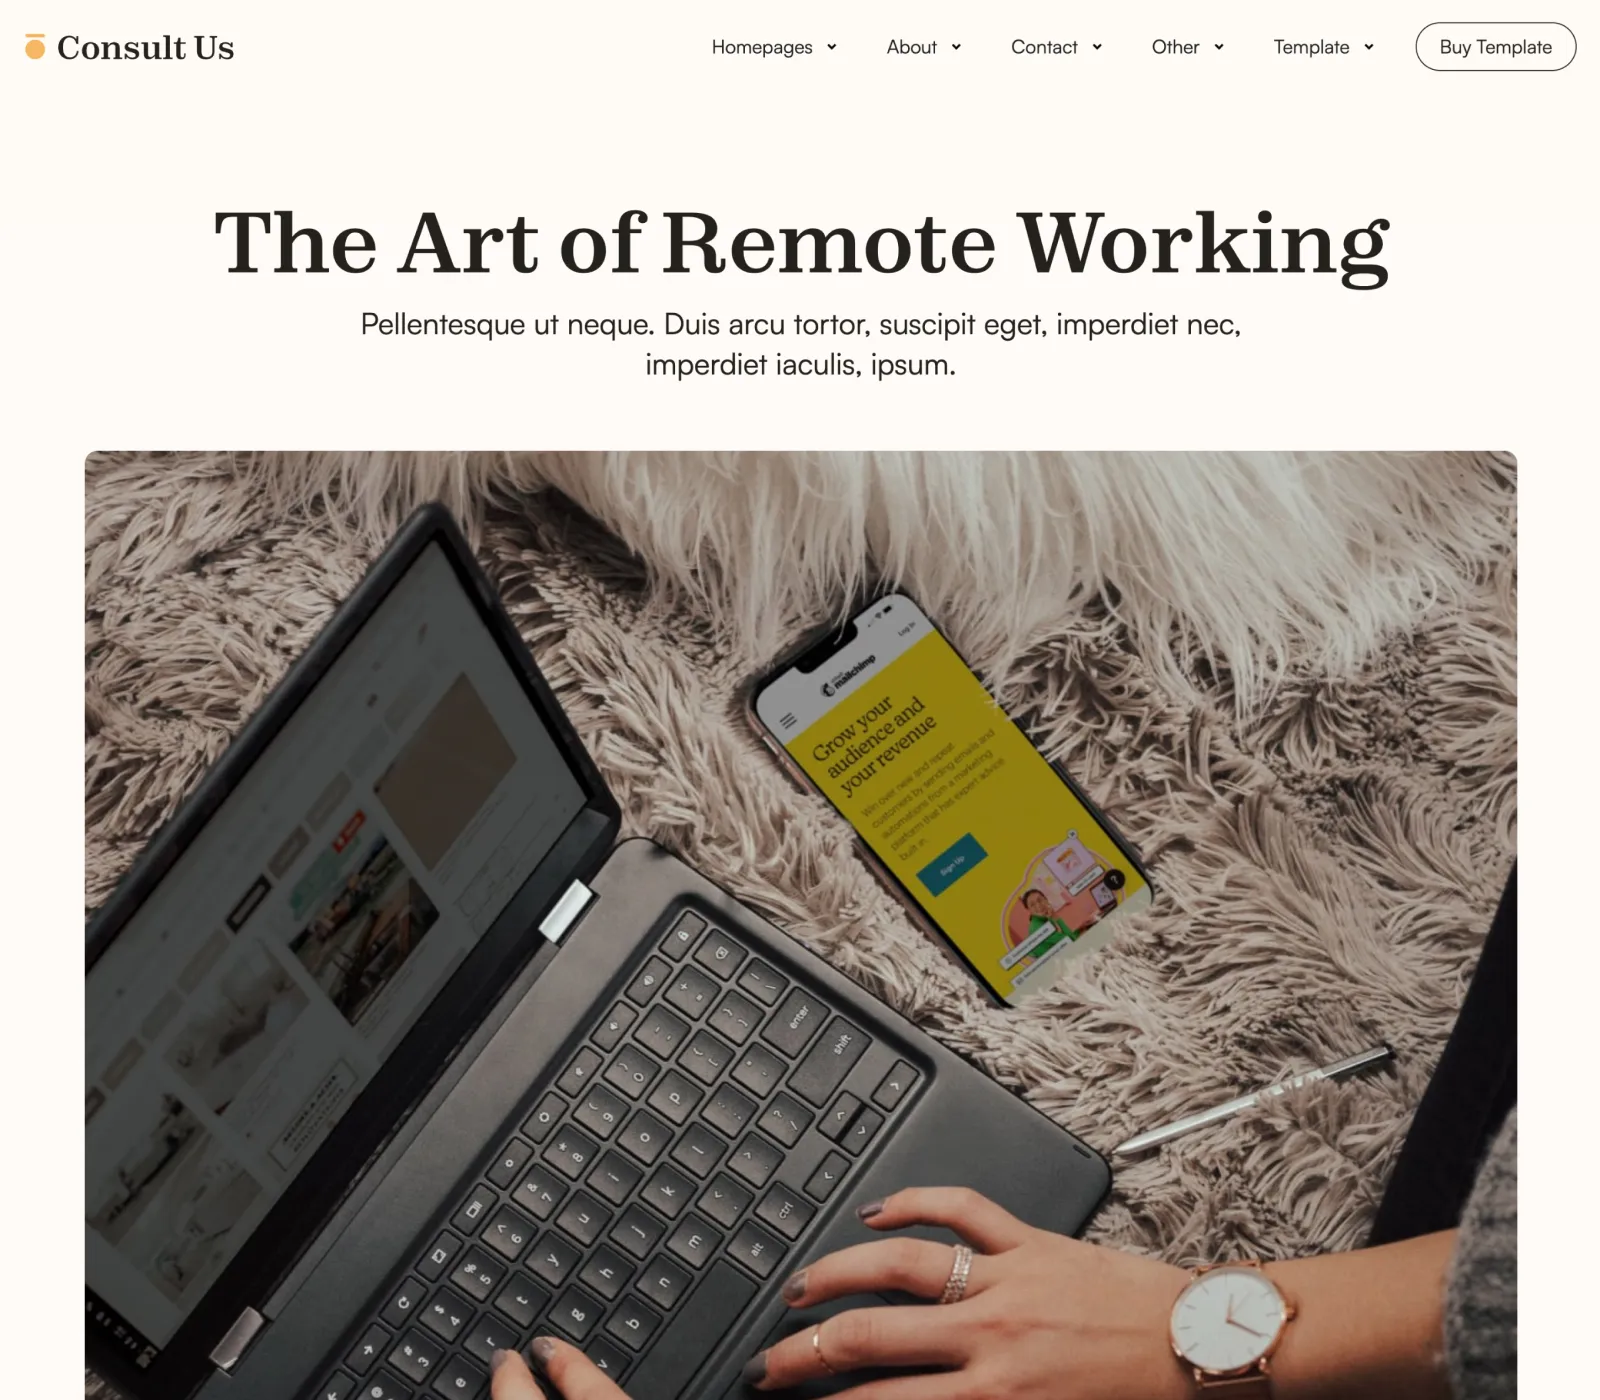 Consult Us
Homepages
About
Contact
Other
Template
Buy Template
The Art of Remote Working
Pellentesque ut neque. Duis arcu tortor, suscipit eget, imperdiet nec,
imperdiet iaculis, ipsum.
Log In
mailchimp
Grow your
audience and
your revenue
Win over new and repeat
customers by sending emails and
automations from a marketing
platform that has expert advice
built in.
Sign Up
?
enter
shift
p
o
l
i
k
u
j
m
y
h
n
t
g
b
r
v
e
ctrl
alt